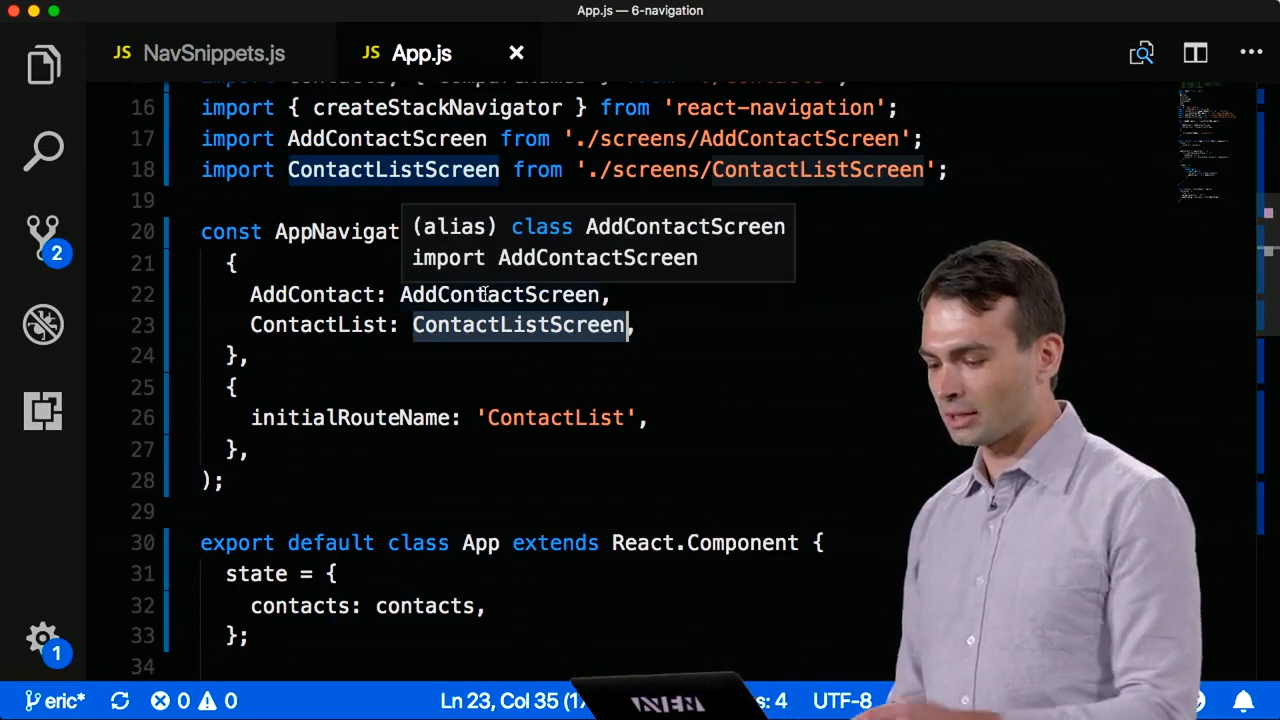 App.js — 6-navigation
JS NavSnippets.js
JS App.js
16 import { createStackNavigator } from 'react-navigation';
17 import AddContactScreen from './screens/AddContactScreen';
18 import ContactListScreen from './screens/ContactListScreen';
19
20 const AppNavigat
(alias) class AddContactScreen
import AddContactScreen
21 {
22 AddContact: AddContactScreen,
23 ContactList: ContactListScreen,
24 },
25 {
26 initialRouteName: 'ContactList',
27 },
28 );
29
30 export default class App extends React.Component {
31 state = {
32 contacts: contacts,
33 };
34
2
1
eric* 0 0 Ln 23, Col 35 (1 s: 4 UTF-8